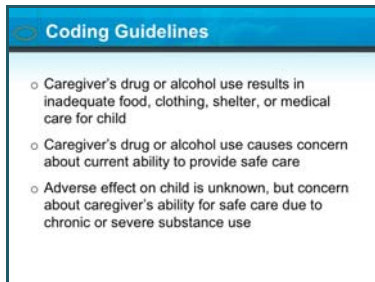 Coding Guidelines
Caregiver's drug or alcohol use results in
inadequate food, clothing, shelter, or medical
care for child
Caregiver's drug or alcohol use causes concern
about current ability to provide safe care
Adverse effect on child is unknown, but concern
about caregiver's ability for safe care due to
chronic or severe substance use